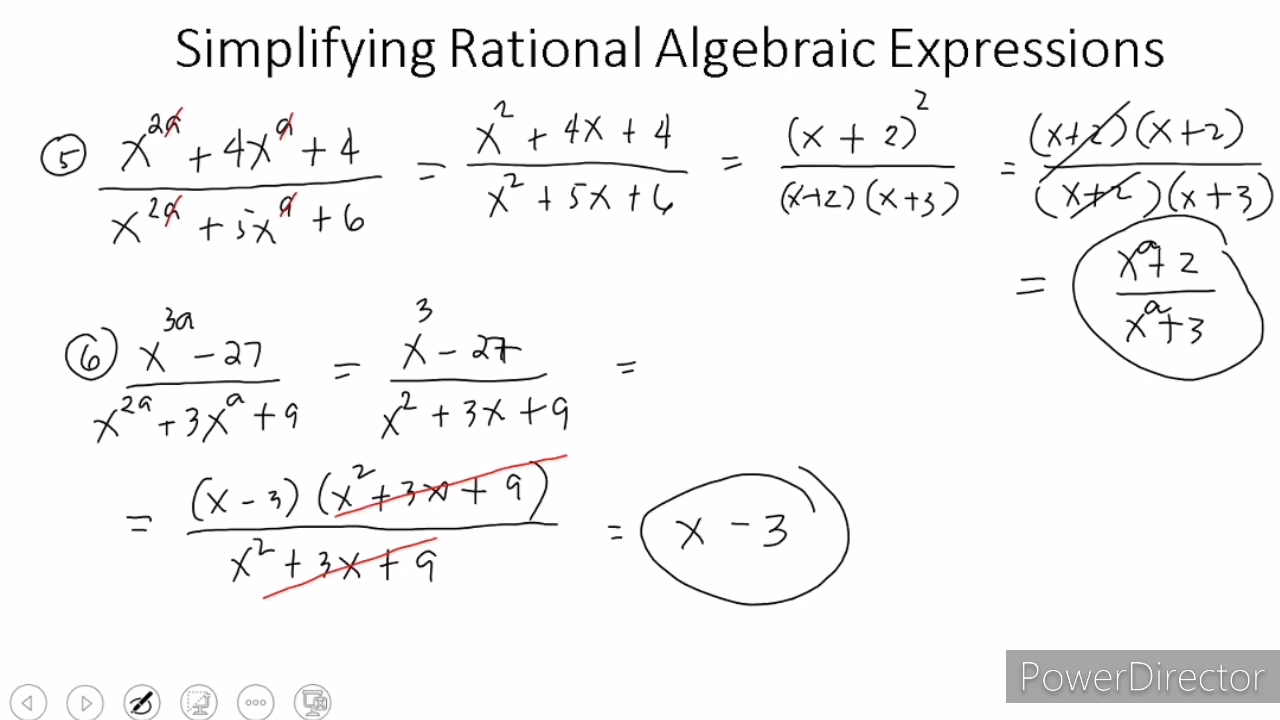 Simplifying Rational Algebraic Expressions
⑤ (x^{2a} + 4x^a + 4)/(x^{2a} + 5x^a + 6) = (x^2 + 4x + 4)/(x^2 + 5x + 6) = (x + 2)^2/((x+2)(x+3)) = ((x+2)(x+2))/((x+2)(x+3))
= (x^a + 2)/(x^a + 3)
⑥ (x^{3a} - 27)/(x^{2a} + 3x^a + 9) = (x^3 - 27)/(x^2 + 3x + 9) =
= ((x - 3)(x^2 + 3x + 9))/(x^2 + 3x + 9) = x - 3
PowerDirector